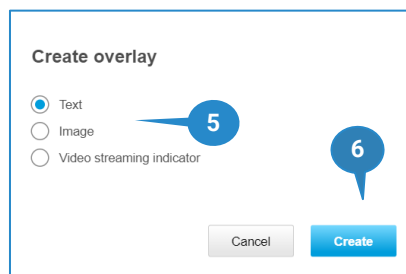 Create overlay
Text
5
Image
Video streaming indicator
6
Cancel Create